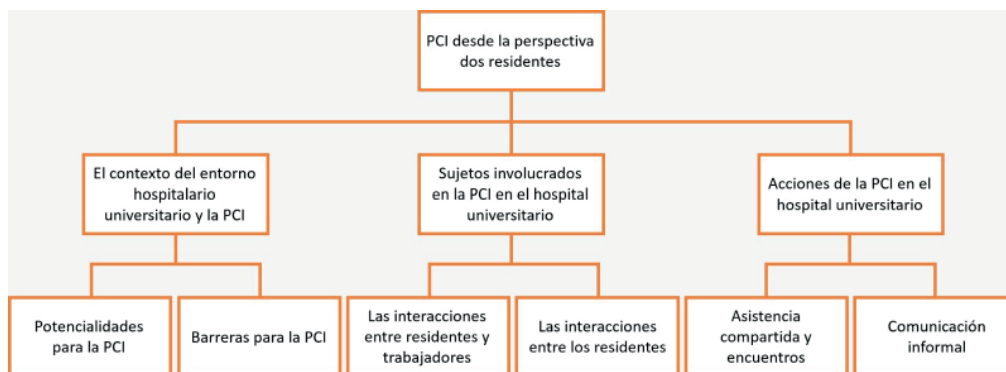 PCI desde la perspectiva
dos residentes
El contexto del entorno
hospitalario
universitario y la PCI
Sujetos involucrados
en la PCI en el hospital
universitario
Acciones de la PCI en el
hospital universitario
Potencialidades
para la PCI
Barreras para la PCI
Las interacciones
entre residentes y
trabajadores
Las interacciones
entre los residentes
Asistencia
compartida y
encuentros
Comunicación
informal